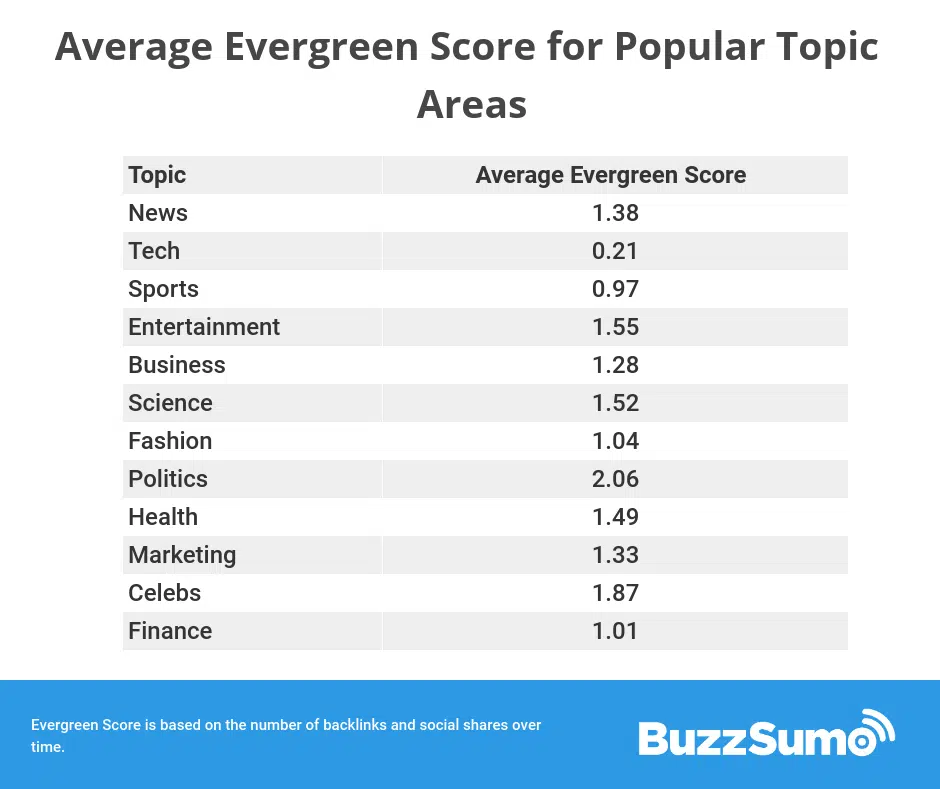 Average Evergreen Score for Popular Topic
Areas
Topic Average Evergreen Score
News 1.38
Tech 0.21
Sports 0.97
Entertainment 1.55
Business 1.28
Science 1.52
Fashion 1.04
Politics 2.06
Health 1.49
Marketing 1.33
Celebs 1.87
Finance 1.01
Evergreen Score is based on the number of backlinks and social shares over
time.
BuzzSumo